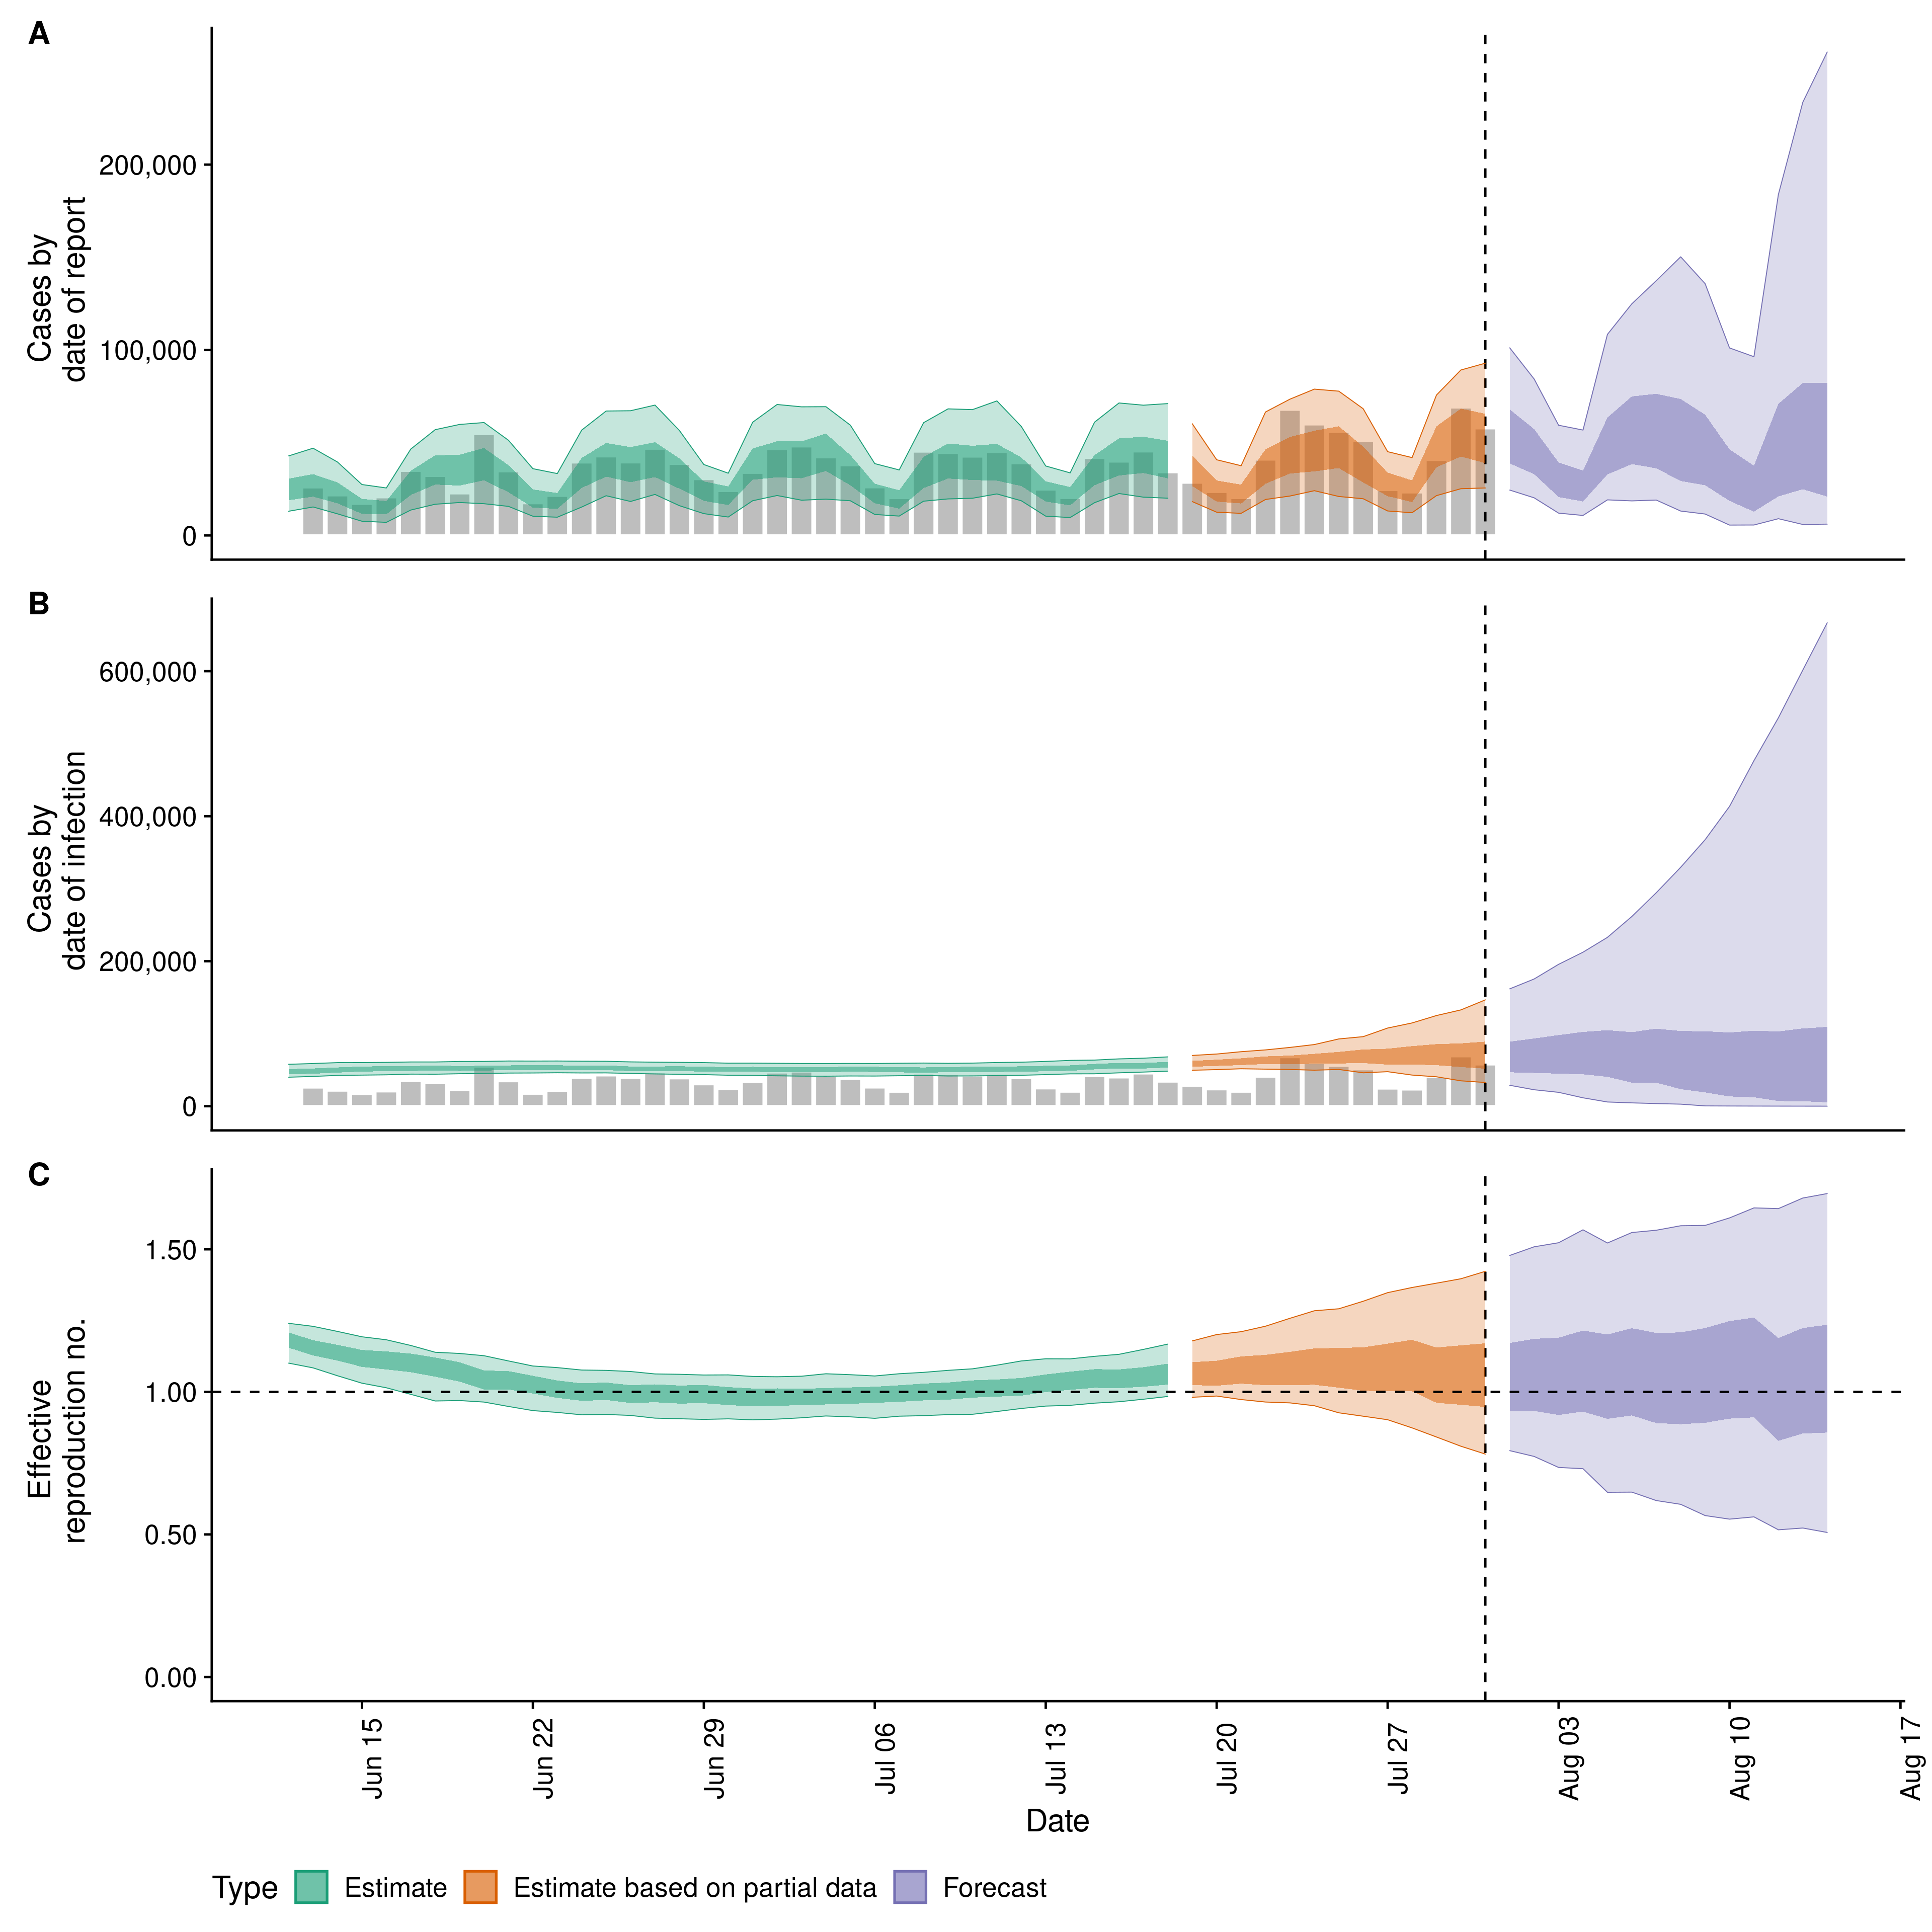 A
Cases by
date of report
200,000
100,000
0
B
Cases by
date of infection
600,000
400,000
200,000
0
C
Effective
reproduction no.
1.50
1.00
0.50
0.00
Jun 15
Jun 22
Jun 29
Jul 06
Jul 13
Jul 20
Jul 27
Aug 03
Aug 10
Aug 17
Date
Type Estimate Estimate based on partial data Forecast